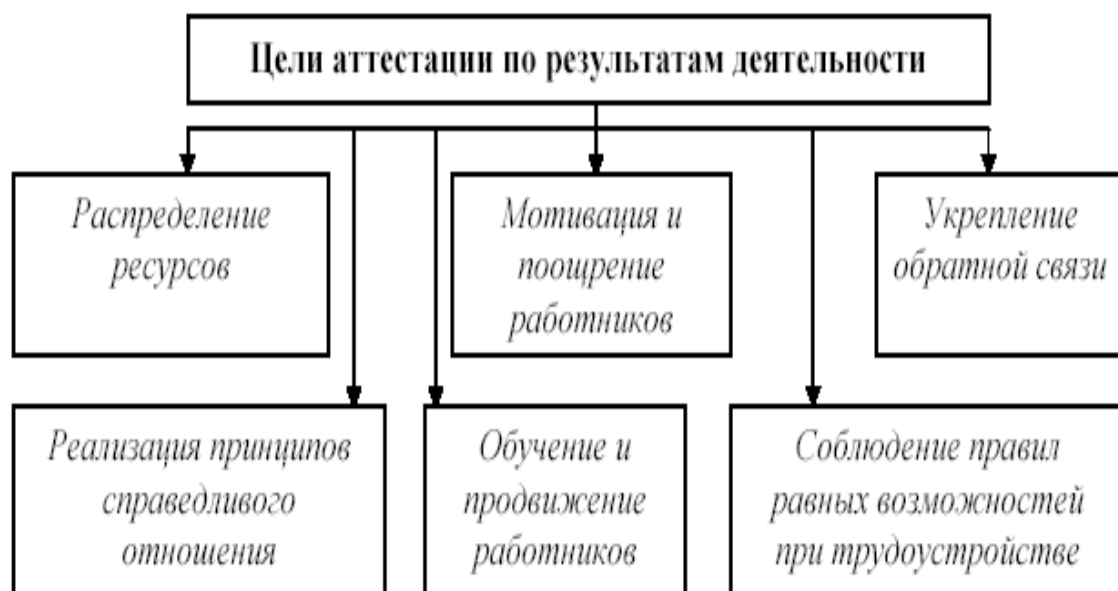 Цели аттестации по результатам деятельности
Распределение
ресурсов
Мотивация и
поощрение
работников
Укрепление
обратной связи
Реализация принципов
справедливого
отношения
Обучение и
продвижение
работников
Соблюдение правил
равных возможностей
при трудоустройстве